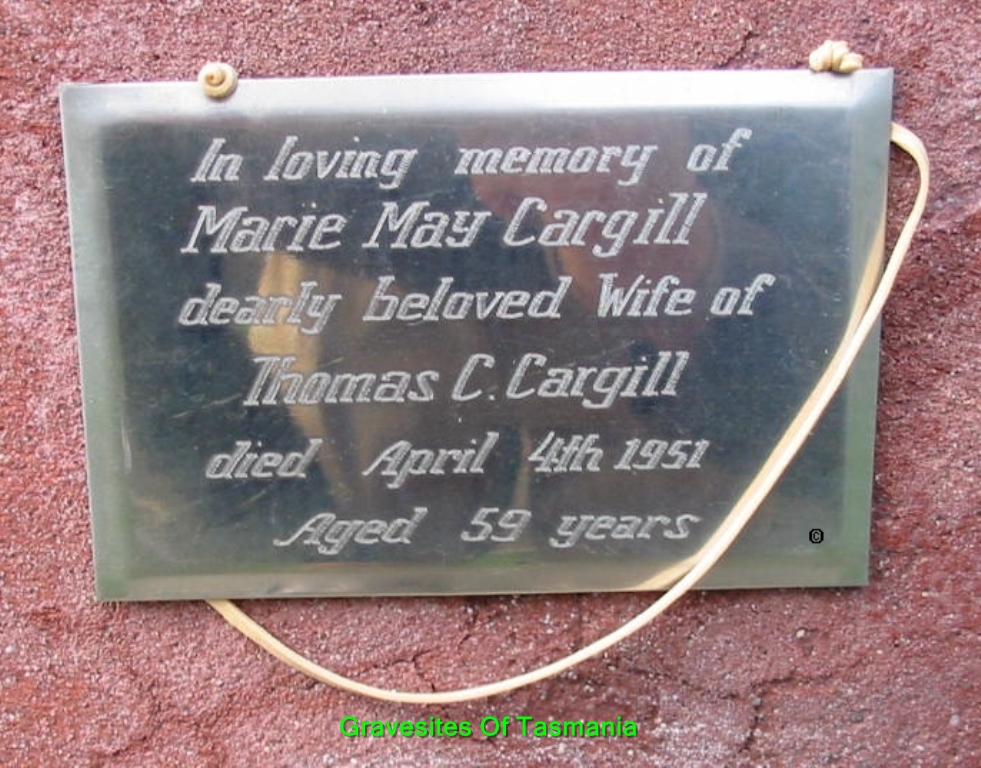 In loving memory of
Marie May Cargill
dearly beloved Wife of
Thomas C. Cargill
died April 4th 1951
Aged 59 years
©
Gravesites Of Tasmania